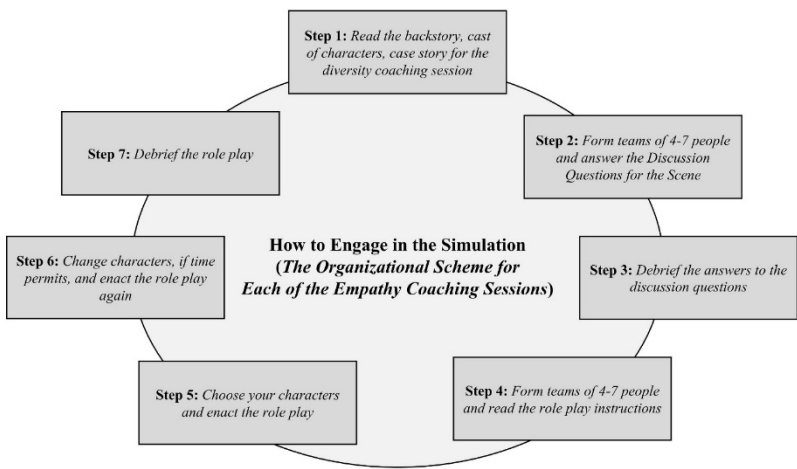 Step 1: Read the backstory, cast
of characters, case story for the
diversity coaching session
Step 2: Form teams of 4-7 people
and answer the Discussion
Questions for the Scene
Step 3: Debrief the answers to the
discussion questions
Step 4: Form teams of 4-7 people
and read the role play instructions
Step 5: Choose your characters
and enact the role play
Step 6: Change characters, if time
permits, and enact the role play
again
Step 7: Debrief the role play
How to Engage in the Simulation
(The Organizational Scheme for
Each of the Empathy Coaching Sessions)